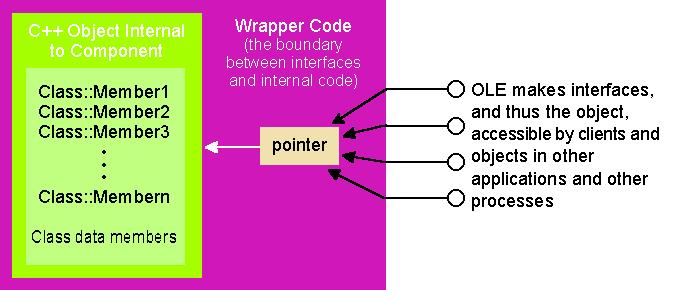 C++ Object Internal
to Component
Class::Member1
Class::Member2
Class::Member3
Class::Membern
Class data members
Wrapper Code
(the boundary
between interfaces
and internal code)
pointer
OLE makes interfaces,
and thus the object,
accessible by clients and
objects in other
applications and other
processes